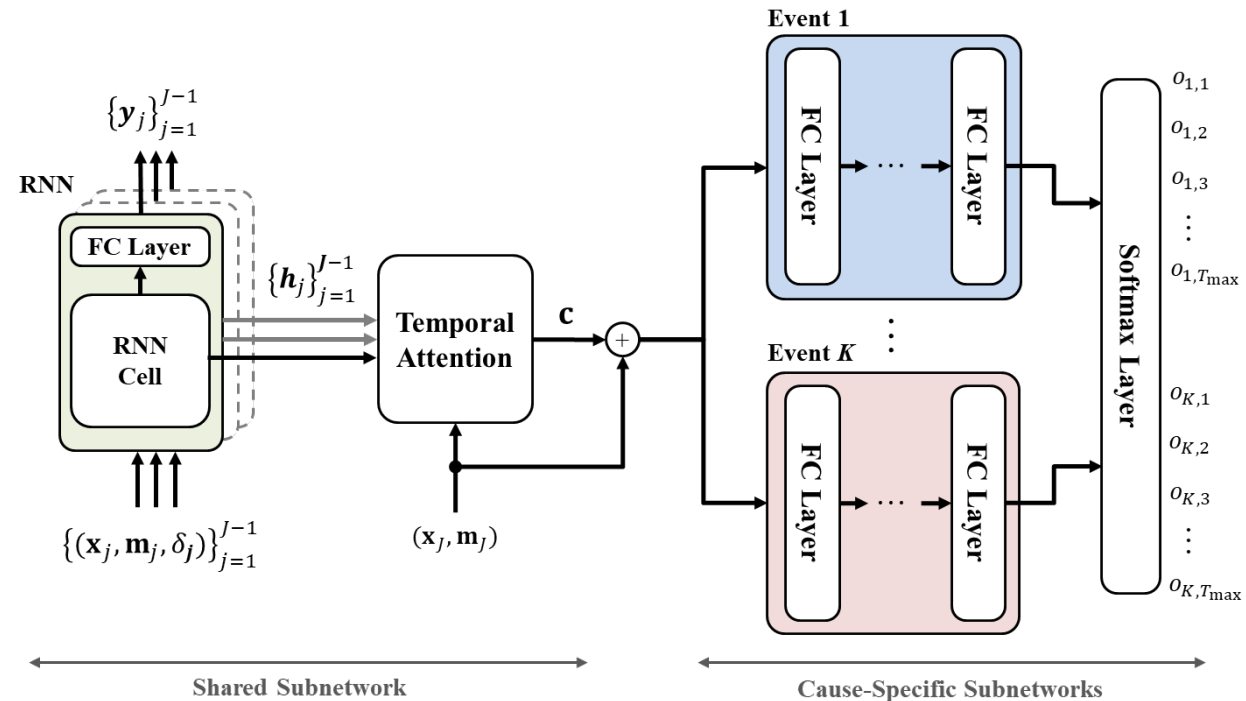 Event 1
{y_j}_{j=1}^{J−1}
RNN
FC Layer
RNN
Cell
{h_j}_{j=1}^{J−1}
Temporal
Attention
c
+
{(x_j, m_j, δ_j)}_{j=1}^{J−1}
(x_J, m_J)
FC Layer
⋯
FC Layer
⋮
Event K
FC Layer
⋯
FC Layer
Softmax Layer
o_{1,1}
o_{1,2}
o_{1,3}
⋮
o_{1,T_max}
o_{K,1}
o_{K,2}
o_{K,3}
⋮
o_{K,T_max}
Shared Subnetwork
Cause-Specific Subnetworks